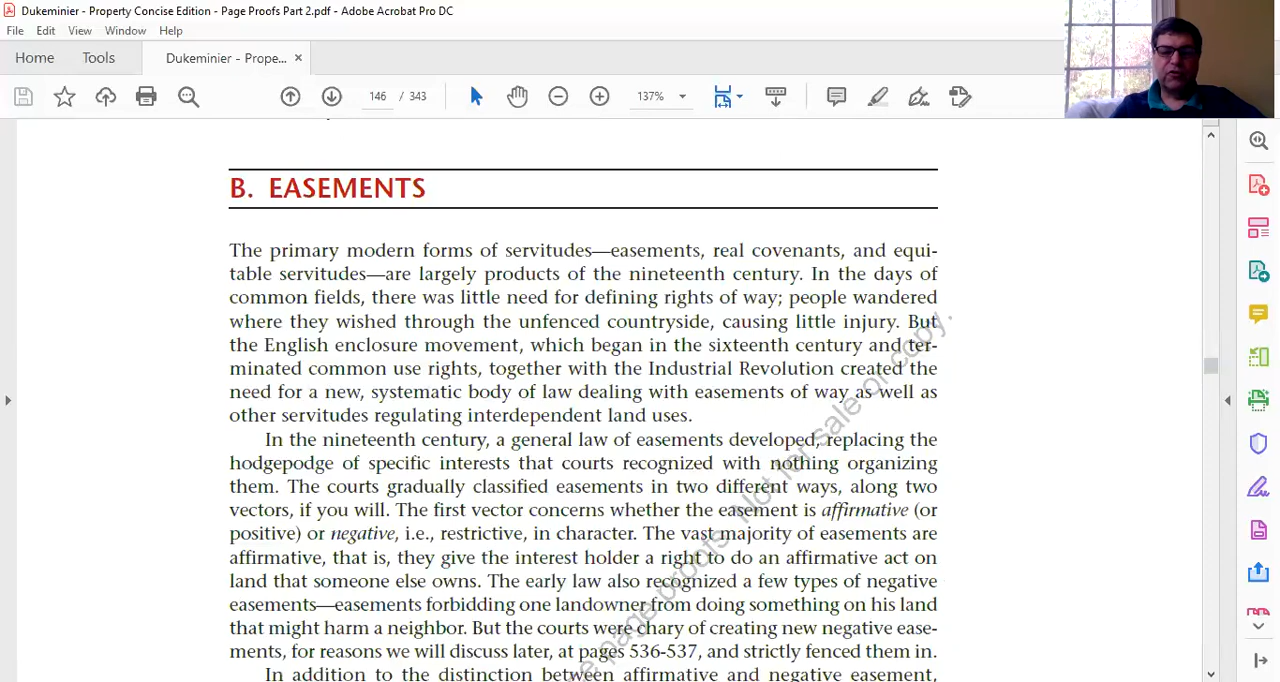 Dukeminier - Property Concise Edition - Page Proofs Part 2.pdf - Adobe Acrobat Pro DC
File Edit View Window Help
Home Tools Dukeminier - Prope... ×
146 / 343 137%
B. EASEMENTS
The primary modern forms of servitudes—easements, real covenants, and equi-
table servitudes—are largely products of the nineteenth century. In the days of
common fields, there was little need for defining rights of way; people wandered
where they wished through the unfenced countryside, causing little injury. But
the English enclosure movement, which began in the sixteenth century and ter-
minated common use rights, together with the Industrial Revolution created the
need for a new, systematic body of law dealing with easements of way as well as
other servitudes regulating interdependent land uses.
In the nineteenth century, a general law of easements developed, replacing the
hodgepodge of specific interests that courts recognized with nothing organizing
them. The courts gradually classified easements in two different ways, along two
vectors, if you will. The first vector concerns whether the easement is affirmative (or
positive) or negative, i.e., restrictive, in character. The vast majority of easements are
affirmative, that is, they give the interest holder a right to do an affirmative act on
land that someone else owns. The early law also recognized a few types of negative
easements—easements forbidding one landowner from doing something on his land
that might harm a neighbor. But the courts were chary of creating new negative ease-
ments, for reasons we will discuss later, at pages 536-537, and strictly fenced them in.
In addition to the distinction between affirmative and negative easement,
page proofs. Not for sale or copy.